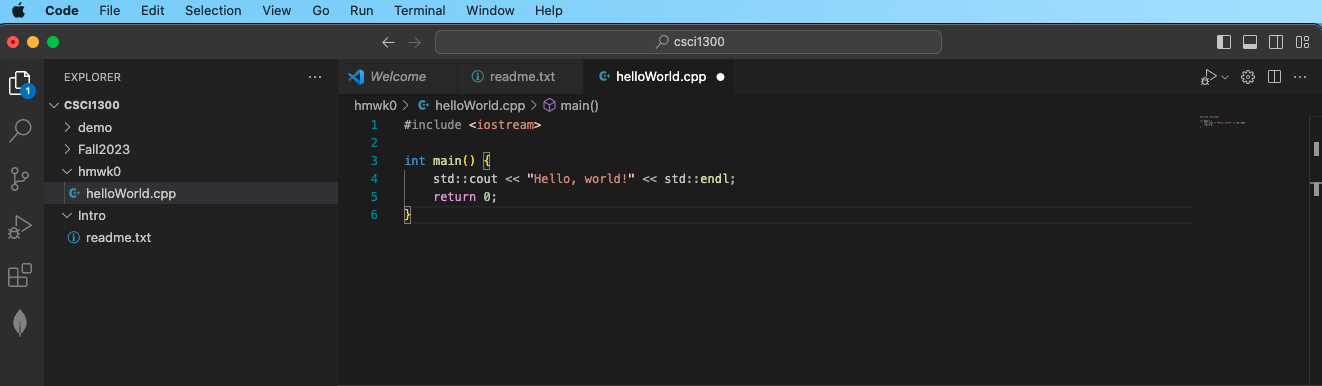 Code File Edit Selection View Go Run Terminal Window Help
csci1300
EXPLORER
Welcome readme.txt helloWorld.cpp
CSCI1300
demo
Fall2023
hmwk0
helloWorld.cpp
Intro
readme.txt
1
hmwk0 > helloWorld.cpp > main()
1 #include <iostream>
2
3 int main() {
4 std::cout << "Hello, world!" << std::endl;
5 return 0;
6 }